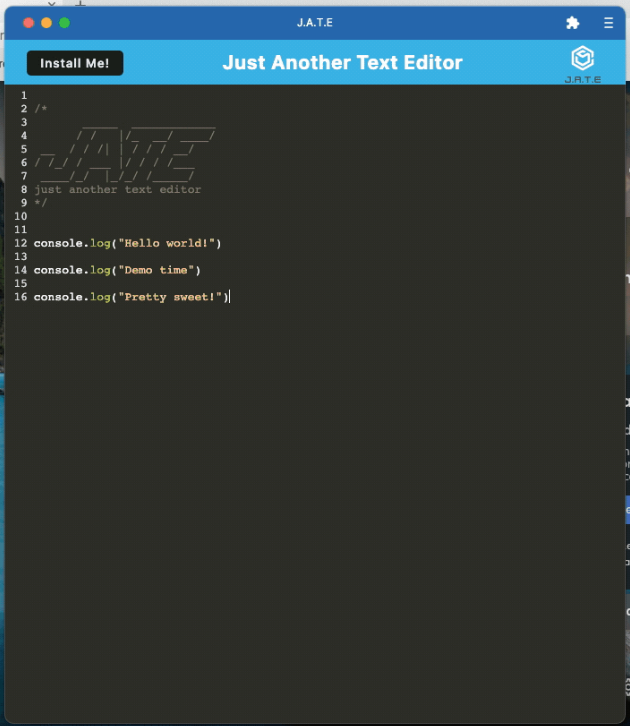 J.A.T.E
Install Me!
Just Another Text Editor
J.A.T.E
1
2 /*
3
4
5
6
7
8 just another text editor
9 */
10
11
12 console.log("Hello world!")
13
14 console.log("Demo time")
15
16 console.log("Pretty sweet!")